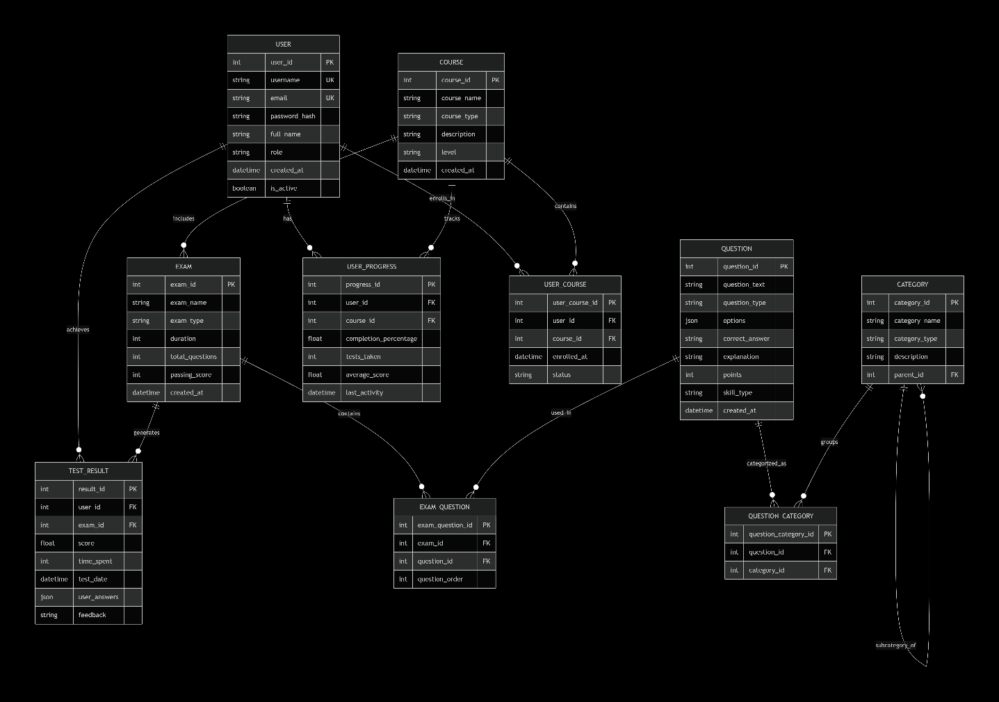 USER
int user_id PK
string username UK
string email UK
string password_hash
string full_name
string role
datetime created_at
boolean is_active
COURSE
int course_id PK
string course_name
string course_type
string description
string level
datetime created_at
enrolls_in
contains
includes
has
tracks
EXAM
int exam_id PK
string exam_name
string exam_type
int duration
int total_questions
int passing_score
datetime created_at
USER_PROGRESS
int progress_id PK
int user_id FK
int course_id FK
float completion_percentage
int tests_taken
float average_score
datetime last_activity
USER_COURSE
int user_course_id PK
int user_id FK
int course_id FK
datetime enrolled_at
string status
QUESTION
int question_id PK
string question_text
string question_type
json options
string correct_answer
string explanation
int points
string skill_type
datetime created_at
CATEGORY
int category_id PK
string category_name
string category_type
string description
int parent_id FK
achieves
generates
contains
used_in
categorized_as
groups
TEST_RESULT
int result_id PK
int user_id FK
int exam_id FK
float score
int time_spent
datetime test_date
json user_answers
string feedback
EXAM_QUESTION
int exam_question_id PK
int exam_id FK
int question_id FK
int question_order
QUESTION_CATEGORY
int question_category_id PK
int question_id FK
int category_id FK
subcategory_of